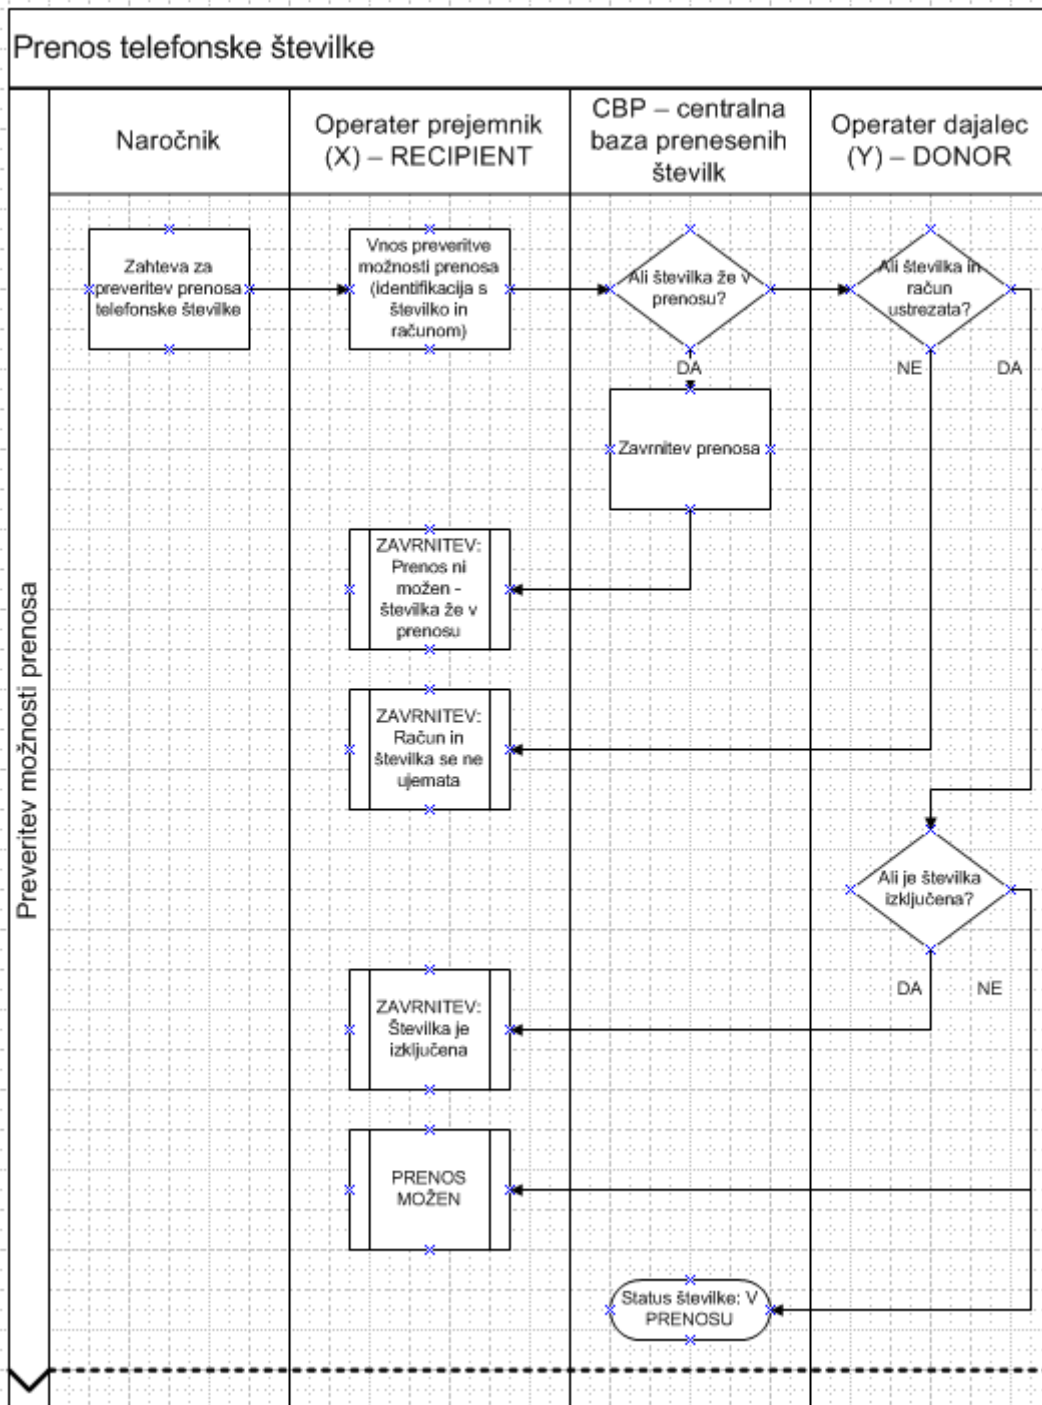 Prenos telefonske številke
Naročnik
Operater prejemnik
(X) – RECIPIENT
CBP – centralna
baza prenesenih
številk
Operater dajalec
(Y) – DONOR
Preveritev možnosti prenosa
Zahteva za
preveritev prenosa
telefonske številke
Vnos preveritve
možnosti prenosa
(identifikacija s
številko in
računom)
Ali številka že v
prenosu?
Ali številka in
račun
ustrezata?
DA
NE
DA
Zavrnitev prenosa
ZAVRNITEV:
Prenos ni
možen -
številka že v
prenosu
ZAVRNITEV:
Račun in
številka se ne
ujemata
Ali je številka
izključena?
DA
NE
ZAVRNITEV:
Številka je
izključena
PRENOS
MOŽEN
Status številke: V
PRENOSU